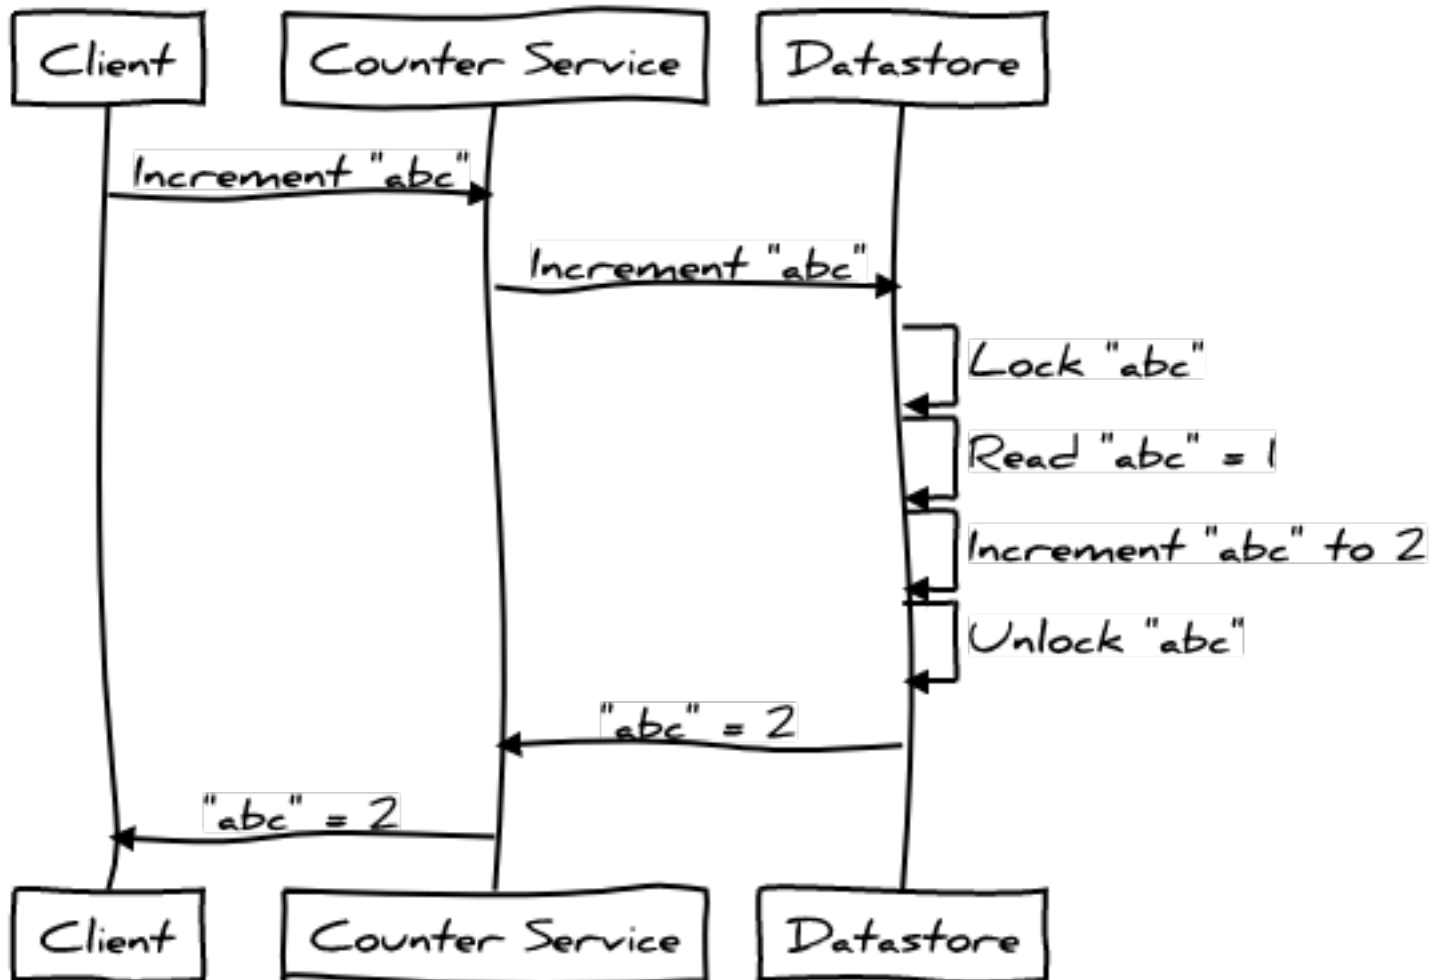 Client
Counter Service
Datastore
Increment "abc"
Increment "abc"
Lock "abc"
Read "abc" = 1
Increment "abc" to 2
Unlock "abc"
"abc" = 2
"abc" = 2
Client
Counter Service
Datastore